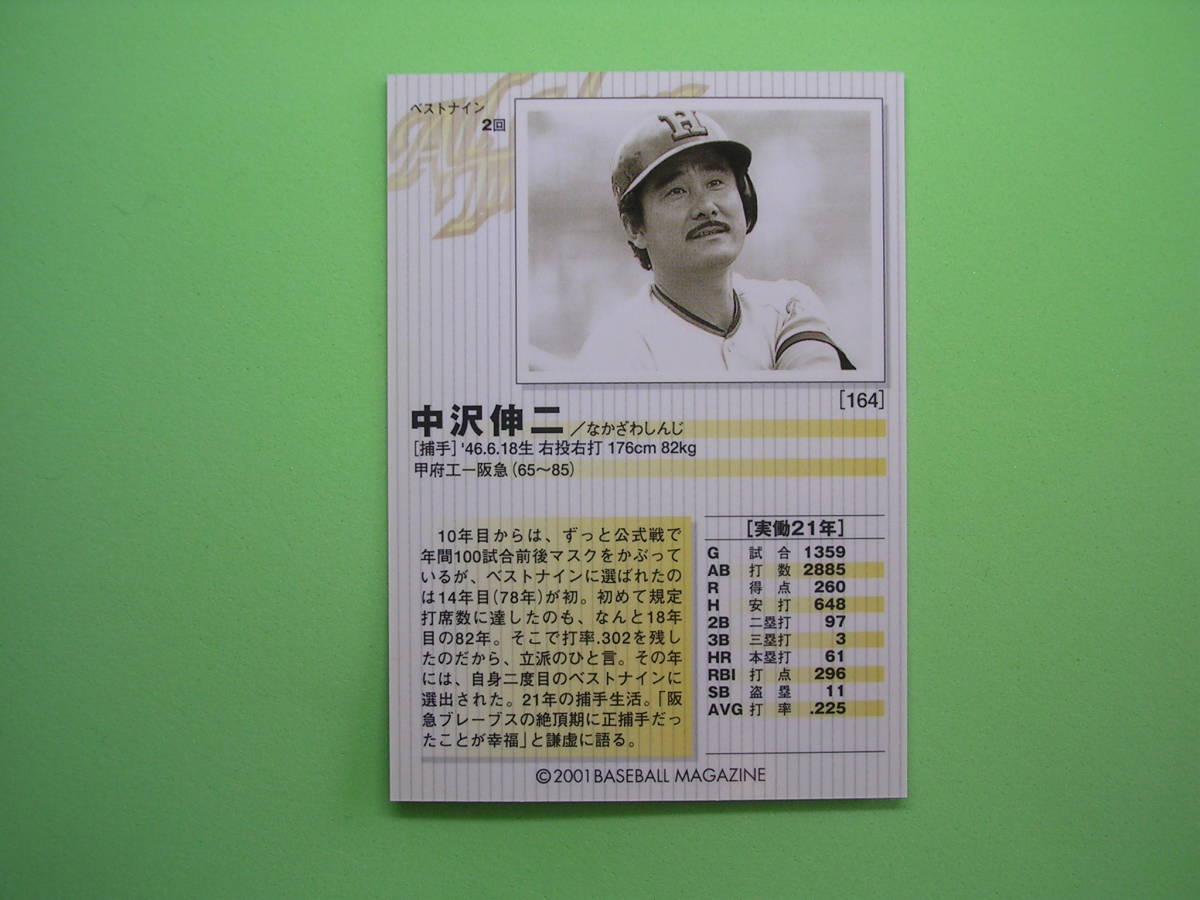 ベストナイン
2回
H
[164]
中沢伸二／なかざわしんじ
[捕手] '46.6.18生 右投右打 176cm 82kg
甲府工ー阪急(65〜85)
10年目からは、ずっと公式戦で
年間100試合前後マスクをかぶって
いるが、ベストナインに選ばれたの
は14年目(78年)が初。初めて規定
打席数に達したのも、なんと18年
目の82年。そこで打率.302を残し
たのだから、立派のひと言。その年
には、自身二度目のベストナインに
選出された。21年の捕手生活。「阪
急ブレーブスの絶頂期に正捕手だっ
たことが幸福」と謙虚に語る。
[実働21年]
G 試合 1359
AB 打数 2885
R 得点 260
H 安打 648
2B 二塁打 97
3B 三塁打 3
HR 本塁打 61
RBI 打点 296
SB 盗塁 11
AVG 打率 .225
©2001 BASEBALL MAGAZINE